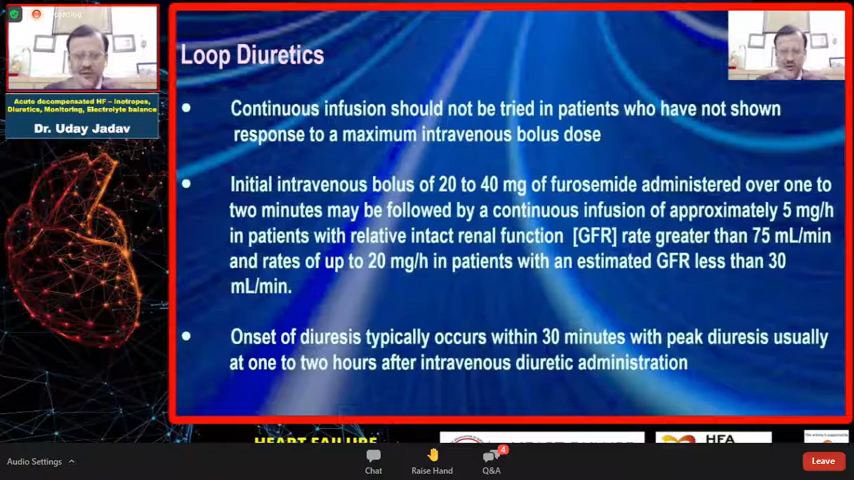 Recording
Acute decompensated HF - inotropes,
Diuretics, Monitoring, Electrolyte balance
Dr. Uday Jadav
Loop Diuretics
• Continuous infusion should not be tried in patients who have not shown
response to a maximum intravenous bolus dose
• Initial intravenous bolus of 20 to 40 mg of furosemide administered over one to
two minutes may be followed by a continuous infusion of approximately 5 mg/h
in patients with relative intact renal function [GFR] rate greater than 75 mL/min
and rates of up to 20 mg/h in patients with an estimated GFR less than 30
mL/min.
• Onset of diuresis typically occurs within 30 minutes with peak diuresis usually
at one to two hours after intravenous diuretic administration
HEART FAILURE
HFA
Audio Settings
Chat
Raise Hand
4
Q&A
Leave